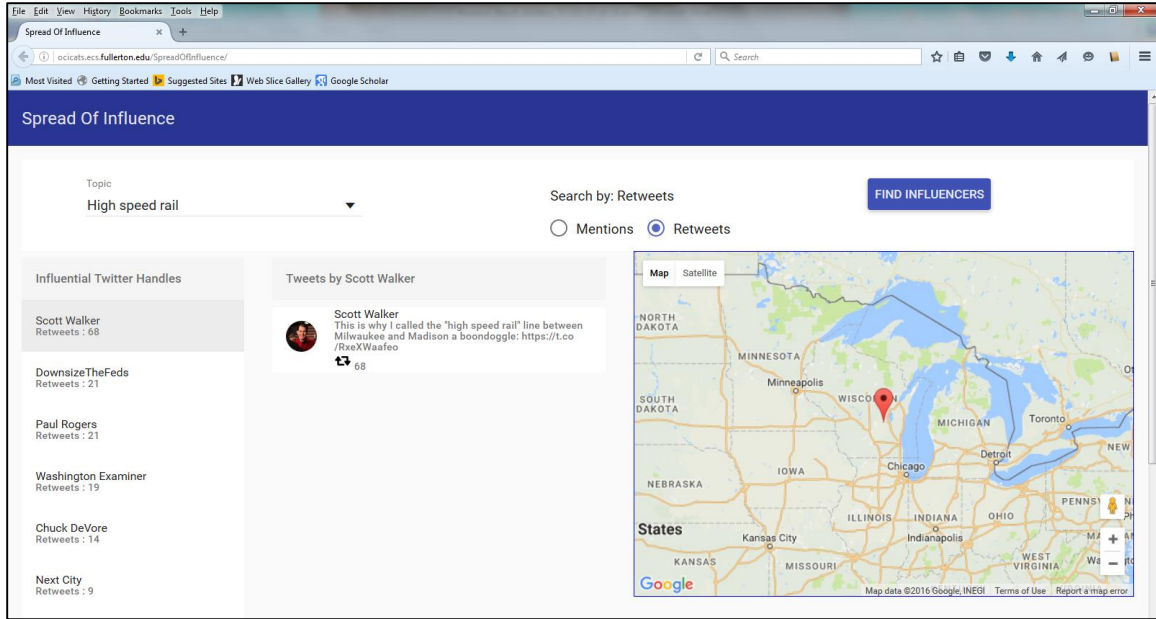 File Edit View History Bookmarks Tools Help
Spread Of Influence × +
ocicats.ecs.fullerton.edu/SpreadOfInfluence/
Search
Most Visited Getting Started Suggested Sites Web Slice Gallery Google Scholar
Spread Of Influence
Topic
High speed rail
Search by: Retweets
Mentions Retweets
FIND INFLUENCERS
Influential Twitter Handles
Scott Walker
Retweets : 68
DownsizeTheFeds
Retweets : 21
Paul Rogers
Retweets : 21
Washington Examiner
Retweets : 19
Chuck DeVore
Retweets : 14
Next City
Retweets : 9
Tweets by Scott Walker
Scott Walker
This is why I called the "high speed rail" line between
Milwaukee and Madison a boondoggle: https://t.co
/RxeXWaafeo
68
Map Satellite
NORTH
DAKOTA
MINNESOTA
Minneapolis
SOUTH
DAKOTA
MICHIGAN
Toronto
NEW
Detroit
Chicago
IOWA
NEBRASKA
ILLINOIS INDIANA OHIO
States
Kansas City
Indianapolis
KANSAS
MISSOURI
WEST
VIRGINIA
Google
Map data ©2016 Google, INEGI Terms of Use Report a map error